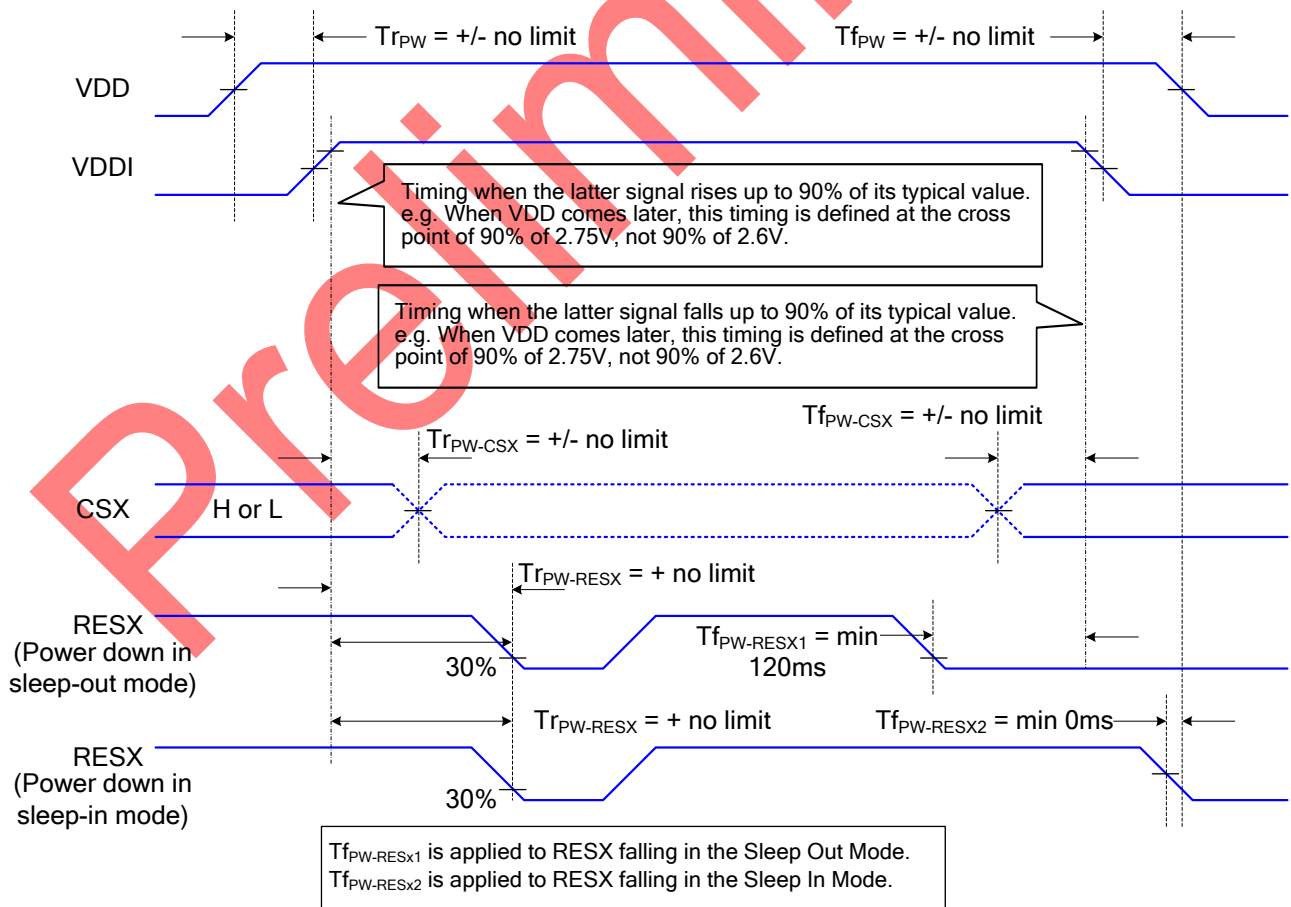 TrPW = +/- no limit
TfPW = +/- no limit
VDD
VDDI
Timing when the latter signal rises up to 90% of its typical value.
e.g. When VDD comes later, this timing is defined at the cross
point of 90% of 2.75V, not 90% of 2.6V.
Timing when the latter signal falls up to 90% of its typical value.
e.g. When VDD comes later, this timing is defined at the cross
point of 90% of 2.75V, not 90% of 2.6V.
TfPW-CSX = +/- no limit
TrPW-CSX = +/- no limit
CSX
H or L
TrPW-RESX = + no limit
RESX
(Power down in
sleep-out mode)
30%
TfPW-RESX1 = min
120ms
TrPW-RESX = + no limit
TfPW-RESX2 = min 0ms
RESX
(Power down in
sleep-in mode)
30%
TfPW-RESx1 is applied to RESX falling in the Sleep Out Mode.
TfPW-RESx2 is applied to RESX falling in the Sleep In Mode.
Prelimi